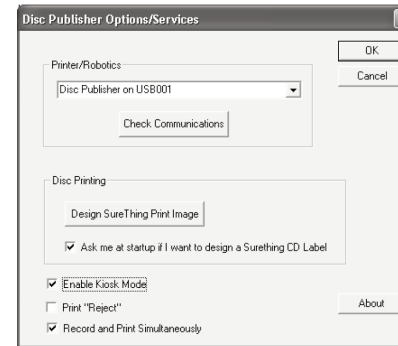 Disc Publisher Options/Services
OK
Printer/Robotics
Cancel
Disc Publisher on USB001
Check Communications
Disc Printing
Design SureThing Print Image
Ask me at startup if I want to design a Surething CD Label
Enable Kiosk Mode
Print "Reject"
About
Record and Print Simultaneously